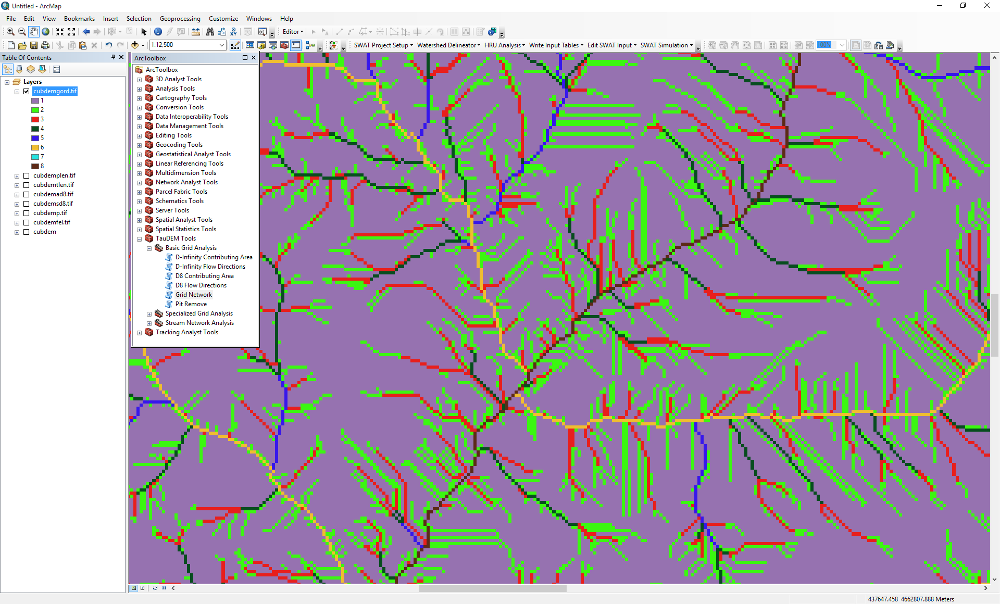 Untitled - ArcMap
File Edit View Bookmarks Insert Selection Geoprocessing Customize Windows Help
Editor
1:12,500
SWAT Project Setup Watershed Delineator HRU Analysis Write Input Tables Edit SWAT Input SWAT Simulation
100%
Table Of Contents
Layers
cubdemgord.tif
1
2
3
4
5
6
7
8
cubdemplen.tif
cubdemtlen.tif
cubdemad8.tif
cubdemsd8.tif
cubdemp.tif
cubdemfel.tif
cubdem
ArcToolbox
ArcToolbox
3D Analyst Tools
Analysis Tools
Cartography Tools
Conversion Tools
Data Interoperability Tools
Data Management Tools
Editing Tools
Geocoding Tools
Geostatistical Analyst Tools
Linear Referencing Tools
Multidimension Tools
Network Analyst Tools
Parcel Fabric Tools
Schematics Tools
Server Tools
Spatial Analyst Tools
Spatial Statistics Tools
TauDEM Tools
Basic Grid Analysis
D-Infinity Contributing Area
D-Infinity Flow Directions
D8 Contributing Area
D8 Flow Directions
Grid Network
Pit Remove
Specialized Grid Analysis
Stream Network Analysis
Tracking Analyst Tools
437647.458 4662807.888 Meters